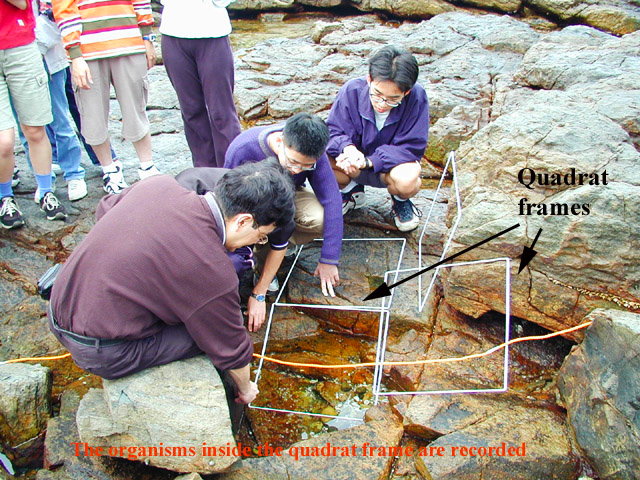 Quadrat
frames
The organisms inside the quadrat frame are recorded